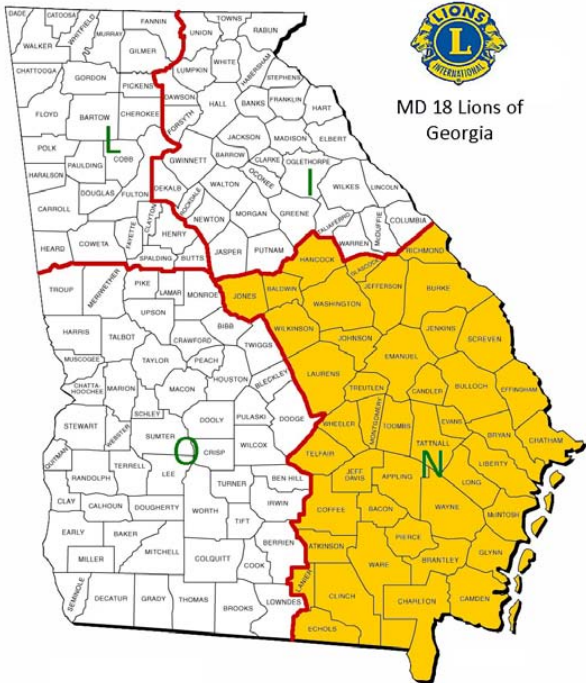 LIONS
L
INTERNATIONAL
MD 18 Lions of
Georgia
DADE
CATOOSA
WHITFIELD
MURRAY
FANNIN
UNION
TOWNS
RABUN
WALKER
GILMER
LUMPKIN
WHITE
HABERSHAM
STEPHENS
CHATTOOGA
GORDON
PICKENS
DAWSON
HALL
BANKS
FRANKLIN
HART
FLOYD
BARTOW
CHEROKEE
FORSYTH
JACKSON
MADISON
ELBERT
L
POLK
PAULDING
COBB
GWINNETT
BARROW
CLARKE
OGLETHORPE
HARALSON
DOUGLAS
FULTON
DEKALB
WALTON
OCONEE
I
WILKES
LINCOLN
CARROLL
FAYETTE
CLAYTON
ROCKDALE
NEWTON
MORGAN
GREENE
TALIAFERRO
MCDUFFIE
COLUMBIA
HEARD
COWETA
HENRY
SPALDING
BUTTS
JASPER
PUTNAM
WARREN
RICHMOND
HANCOCK
GLASCOCK
TROUP
MERIWETHER
PIKE
LAMAR
MONROE
JONES
BALDWIN
JEFFERSON
BURKE
UPSON
WASHINGTON
HARRIS
TALBOT
CRAWFORD
BIBB
TWIGGS
WILKINSON
JOHNSON
JENKINS
SCREVEN
MUSCOGEE
TAYLOR
PEACH
HOUSTON
BLECKLEY
LAURENS
EMANUEL
CHATTA-
HOOCHEE
MARION
MACON
TREUTLEN
CANDLER
BULLOCH
EFFINGHAM
SCHLEY
DOOLY
PULASKI
DODGE
WHEELER
MONTGOMERY
TOOMBS
EVANS
STEWART
WEBSTER
SUMTER
O
CRISP
WILCOX
TELFAIR
TATTNALL
BRYAN
CHATHAM
QUITMAN
TERRELL
LEE
N
LIBERTY
RANDOLPH
TURNER
BEN HILL
JEFF
DAVIS
APPLING
LONG
CLAY
CALHOUN
DOUGHERTY
WORTH
IRWIN
COFFEE
BACON
WAYNE
McINTOSH
EARLY
BAKER
TIFT
PIERCE
MITCHELL
COLQUITT
BERRIEN
ATKINSON
WARE
BRANTLEY
GLYNN
MILLER
COOK
LANIER
SEMINOLE
DECATUR
GRADY
THOMAS
BROOKS
LOWNDES
CLINCH
CHARLTON
CAMDEN
ECHOLS